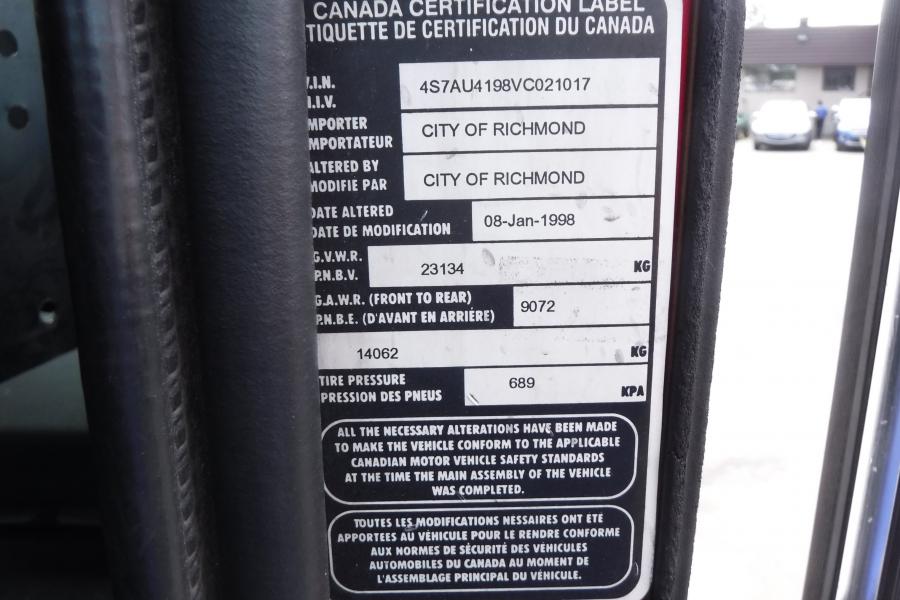 CANADA CERTIFICATION LABEL
TIQUETTE DE CERTIFICATION DU CANADA
V.I.N. 4S7AU4198VC021017
I.I.V.
MPORTER CITY OF RICHMOND
MPORTATEUR
ALTERED BY CITY OF RICHMOND
MODIFIE PAR
DATE ALTERED 08-Jan-1998
DATE DE MODIFICATION
G.V.W.R. 23134 KG
P.N.B.V.
G.A.W.R. (FRONT TO REAR) 9072
P.N.B.E. (D'AVANT EN ARRIÉRE)
14062 KG
TIRE PRESSURE 689 KPA
PRESSION DES PNEUS
ALL THE NECESSARY ALTERATIONS HAVE BEEN MADE
TO MAKE THE VEHICLE CONFORM TO THE APPLICABLE
CANADIAN MOTOR VEHICLE SAFETY STANDARDS
AT THE TIME THE MAIN ASSEMBLY OF THE VEHICLE
WAS COMPLETED.
TOUTES LES MODIFICATIONS NESSAIRES ONT ETE
APPORTEES AU VÉHICULE POUR LE RENDRE CONFORME
AUX NORMES DE SÉCURITÉ DES VÉHICULES
AUTOMOBILES DU CANADA AU MOMENT DE
L'ASSEMBLAGE PRINCIPAL DU VÉHICULE.